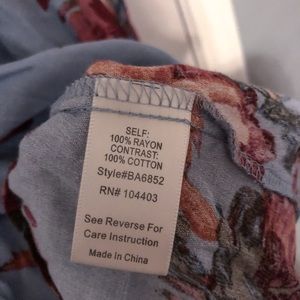 SELF:
100% RAYON
CONTRAST:
100% COTTON
Style#BA6852
RN# 104403
See Reverse For
Care Instruction
Made in China